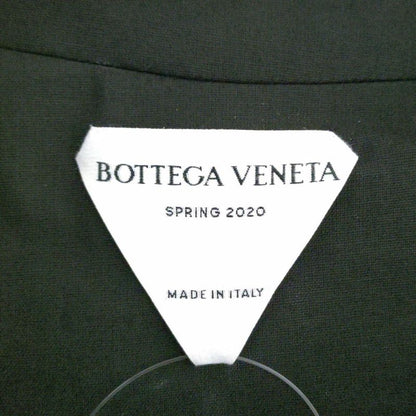 BOTTEGA VENETA
SPRING 2020
MADE IN ITALY